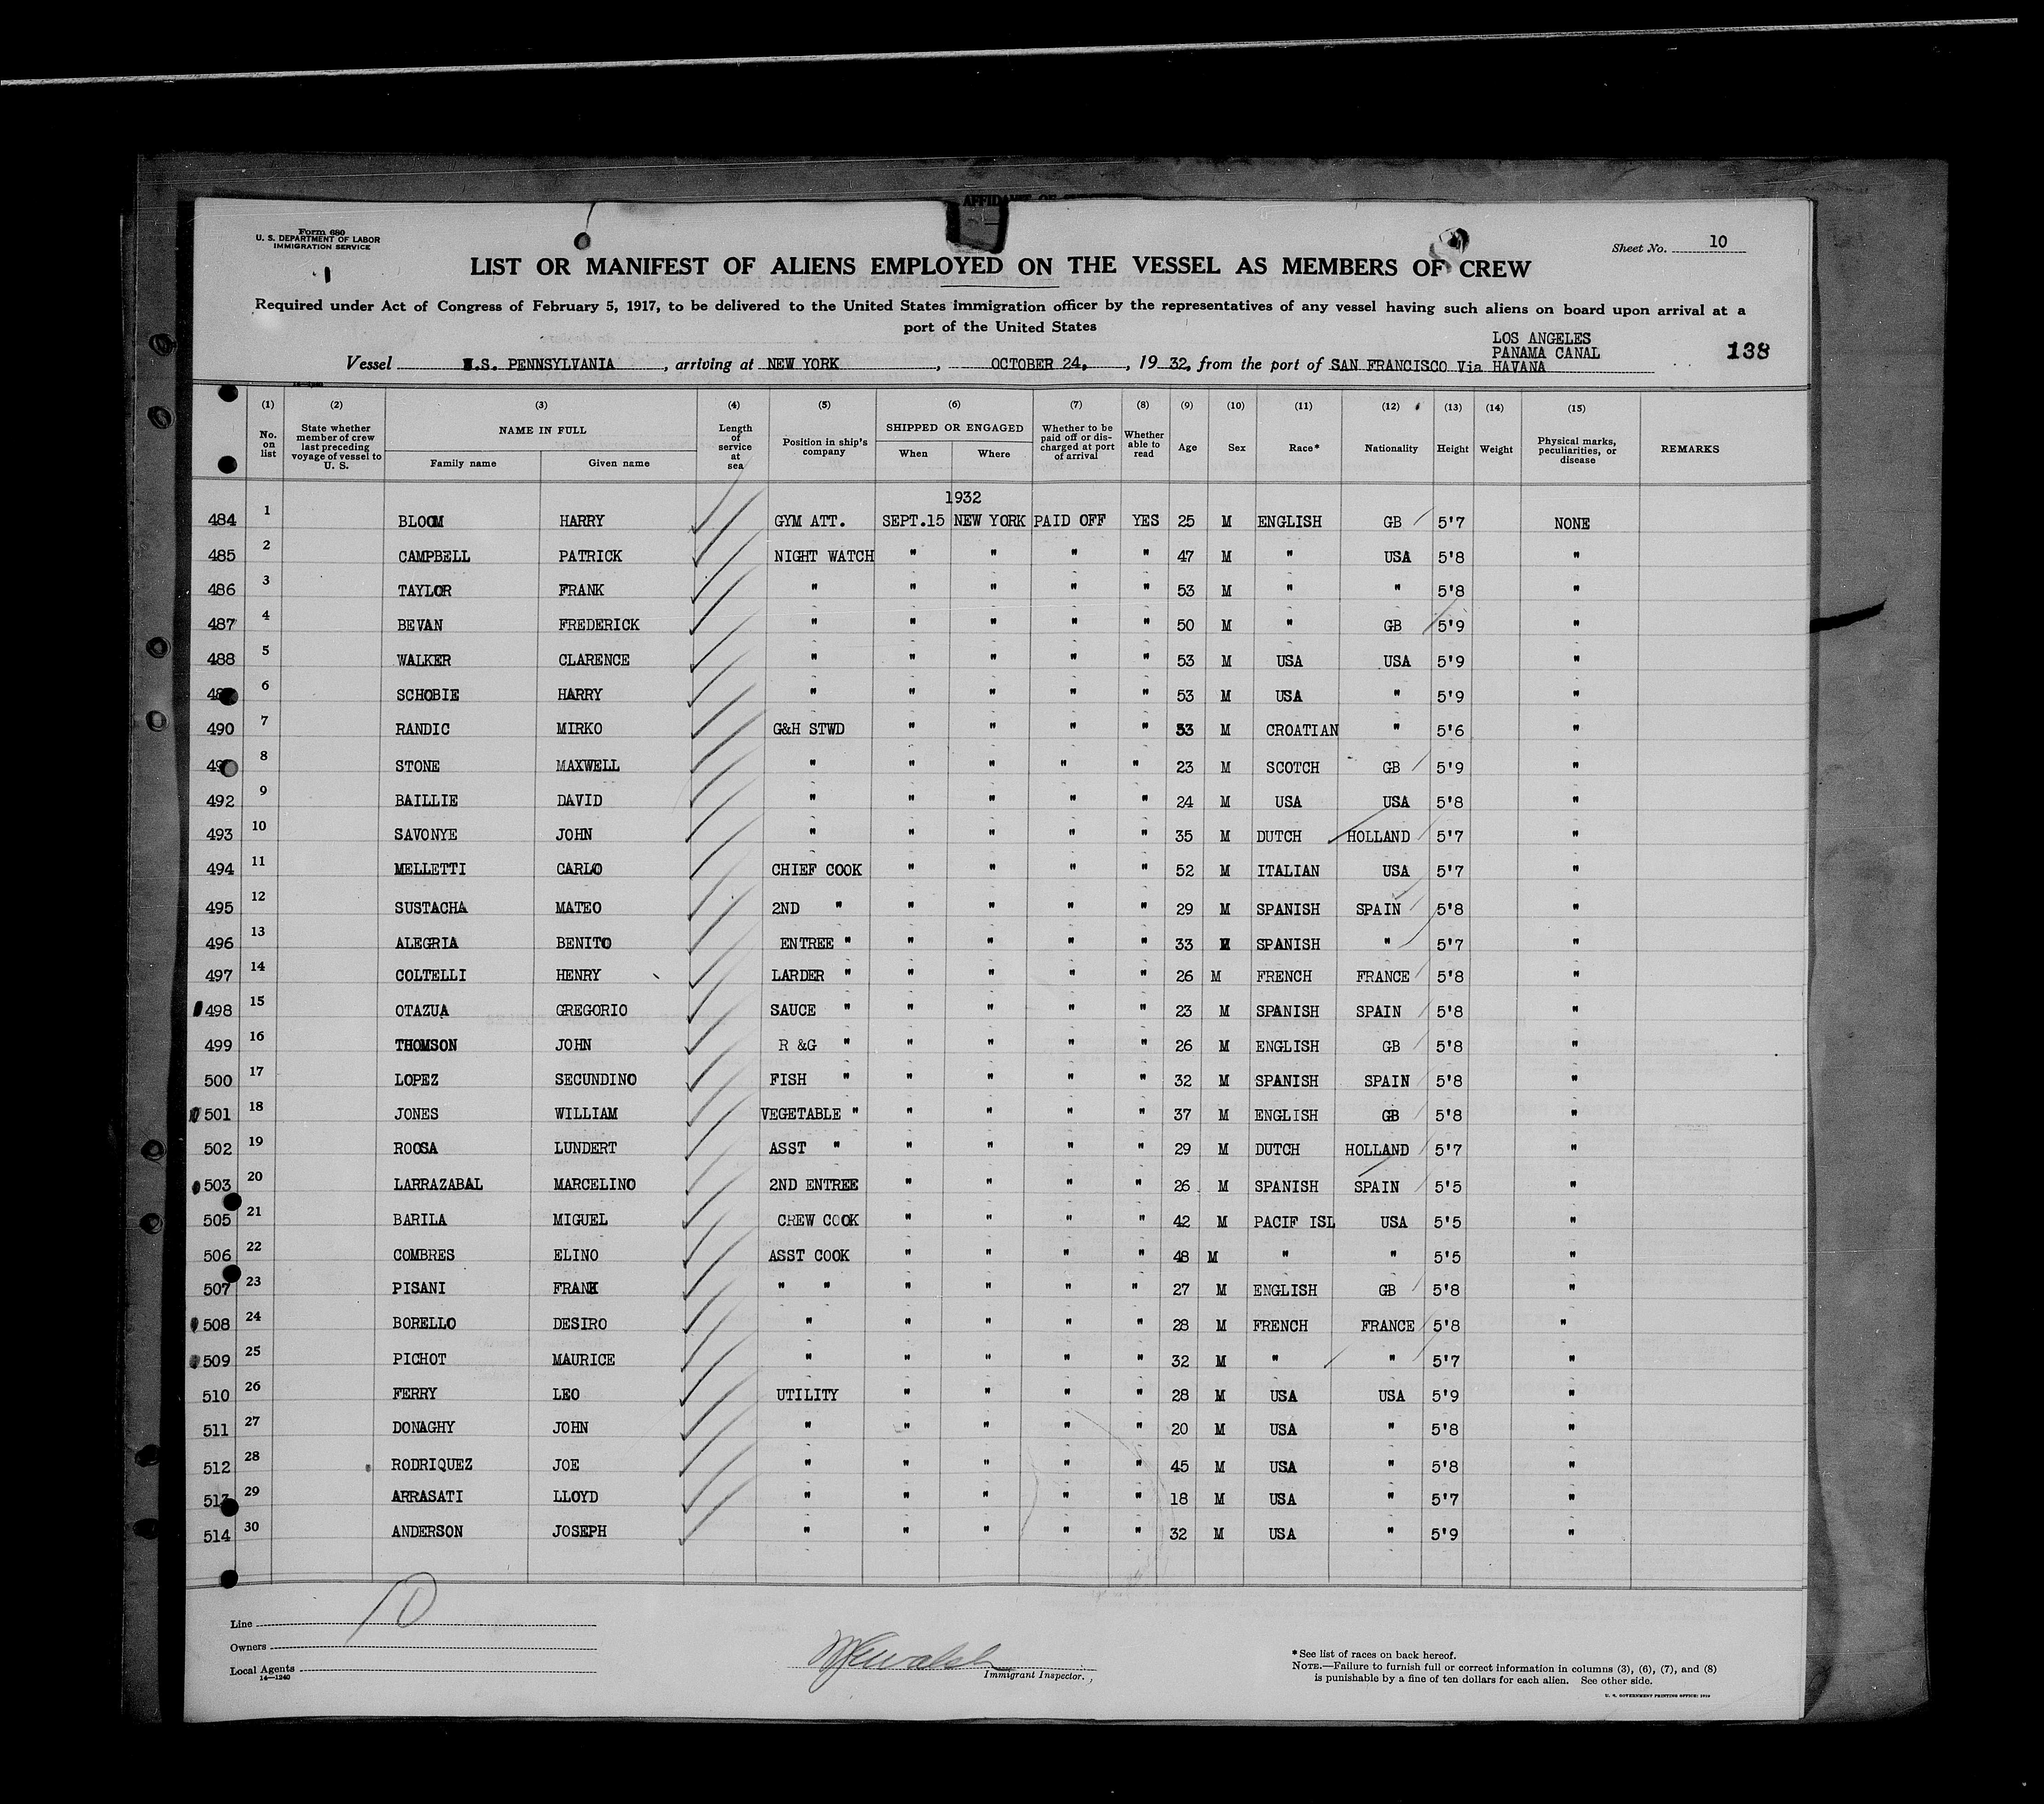 AFFIDAVIT OF
Form 680
U. S. DEPARTMENT OF LABOR
IMMIGRATION SERVICE
Sheet No. 10
LIST OR MANIFEST OF ALIENS EMPLOYED ON THE VESSEL AS MEMBERS OF CREW
Required under Act of Congress of February 5, 1917, to be delivered to the United States immigration officer by the representatives of any vessel having such aliens on board upon arrival at a
port of the United States
LOS ANGELES
PANAMA CANAL
138
Vessel S.S. PENNSYLVANIA, arriving at NEW YORK, OCTOBER 24, , 1932, from the port of SAN FRANCISCO Via HAVANA
(1) (2) (3) (4) (5) (6) (7) (8) (9) (10) (11) (12) (13) (14) (15)
No. on list State whether member of crew last preceding voyage of vessel to U. S. NAME IN FULL Family name Given name Length of service at sea Position in ship's company SHIPPED OR ENGAGED When Where Whether to be paid off or discharged at port of arrival Whether able to read Age Sex Race* Nationality Height Weight Physical marks, peculiarities, or disease REMARKS
1932
484 1 BLOOM HARRY GYM ATT. SEPT.15 NEW YORK PAID OFF YES 25 M ENGLISH GB 5'7 NONE
485 2 CAMPBELL PATRICK NIGHT WATCH " " " " 47 M " USA 5'8 "
486 3 TAYLOR FRANK " " " " " 53 M " " 5'8 "
487 4 BEVAN FREDERICK " " " " " 50 M " GB 5'9 "
488 5 WALKER CLARENCE " " " " " 53 M USA USA 5'9 "
48 6 SCHOBIE HARRY " " " " " 53 M USA " 5'9 "
490 7 RANDIC MIRKO G&H STWD " " " " 33 M CROATIAN " 5'6 "
49 8 STONE MAXWELL " " " " " 23 M SCOTCH GB 5'9 "
492 9 BAILLIE DAVID " " " " " 24 M USA USA 5'8 "
493 10 SAVONYE JOHN " " " " " 35 M DUTCH HOLLAND 5'7 "
494 11 MELLETTI CARLO CHIEF COOK " " " " 52 M ITALIAN USA 5'7 "
495 12 SUSTACHA MATEO 2ND " " " " " 29 M SPANISH SPAIN 5'8 "
496 13 ALEGRIA BENITO ENTREE " " " " " 33 M SPANISH " 5'7 "
497 14 COLTELLI HENRY LARDER " " " " " 26 M FRENCH FRANCE 5'8 "
498 15 OTAZUA GREGORIO SAUCE " " " " " 23 M SPANISH SPAIN 5'8 "
499 16 THOMSON JOHN R &G " " " " " 26 M ENGLISH GB 5'8 "
500 17 LOPEZ SECUNDINO FISH " " " " " 32 M SPANISH SPAIN 5'8 "
501 18 JONES WILLIAM VEGETABLE " " " " " 37 M ENGLISH GB 5'8 "
502 19 ROOSA LUNDERT ASST " " " " " 29 M DUTCH HOLLAND 5'7 "
503 20 LARRAZABAL MARCELINO 2ND ENTREE " " " " 26 M SPANISH SPAIN 5'5 "
505 21 BARILA MIGUEL CREW COOK " " " " 42 M PACIF ISL USA 5'5 "
506 22 COMBRES ELINO ASST COOK " " " " 48 M " " 5'5 "
507 23 PISANI FRANK " " " " " " 27 M ENGLISH GB 5'8 "
508 24 BORELLO DESIRO " " " " " 28 M FRENCH FRANCE 5'8 "
509 25 PICHOT MAURICE " " " " " 32 M " " 5'7 "
510 26 FERRY LEO UTILITY " " " " 28 M USA USA 5'9 "
511 27 DONAGHY JOHN " " " " " 20 M USA " 5'8 "
512 28 RODRIQUEZ JOE " " " " " 45 M USA " 5'8 "
513 29 ARRASATI LLOYD " " " " " 18 M USA " 5'7 "
514 30 ANDERSON JOSEPH " " " " " 32 M USA " 5'9 "
10
Line
Owners
Local Agents
14—1240
Immigrant Inspector.
*See list of races on back hereof.
NOTE.—Failure to furnish full or correct information in columns (3), (6), (7), and (8)
is punishable by a fine of ten dollars for each alien. See other side.
U. S. GOVERNMENT PRINTING OFFICE: